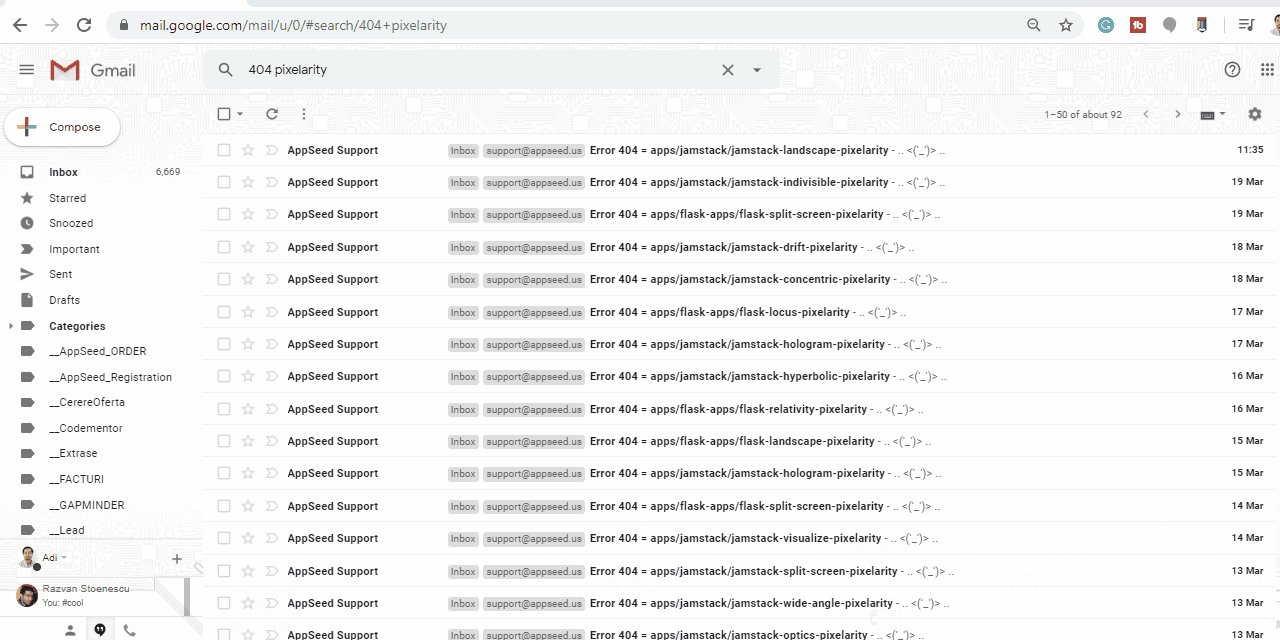 mail.google.com/mail/u/0/#search/404+pixelarity
Gmail
404 pixelarity
Compose
1–50 of about 92
Inbox 6,669
Starred
Snoozed
Important
Sent
Drafts
Categories
__AppSeed_ORDER
__AppSeed_Registration
__CerereOferta
__Codementor
__Extrase
__FACTURI
__GAPMINDER
__Lead
Adi
Razvan Stoenescu
You: #cool
AppSeed Support Inbox support@appseed.us Error 404 = apps/jamstack/jamstack-landscape-pixelarity - .. <('_')> .. 11:35
AppSeed Support Inbox support@appseed.us Error 404 = apps/jamstack/jamstack-indivisible-pixelarity - .. <('_')> .. 19 Mar
AppSeed Support Inbox support@appseed.us Error 404 = apps/flask-apps/flask-split-screen-pixelarity - .. <('_')> .. 19 Mar
AppSeed Support Inbox support@appseed.us Error 404 = apps/jamstack/jamstack-drift-pixelarity - .. <('_')> .. 18 Mar
AppSeed Support Inbox support@appseed.us Error 404 = apps/jamstack/jamstack-concentric-pixelarity - .. <('_')> .. 18 Mar
AppSeed Support Inbox support@appseed.us Error 404 = apps/flask-apps/flask-locus-pixelarity - .. <('_')> .. 17 Mar
AppSeed Support Inbox support@appseed.us Error 404 = apps/jamstack/jamstack-hologram-pixelarity - .. <('_')> .. 17 Mar
AppSeed Support Inbox support@appseed.us Error 404 = apps/jamstack/jamstack-hyperbolic-pixelarity - .. <('_')> .. 16 Mar
AppSeed Support Inbox support@appseed.us Error 404 = apps/flask-apps/flask-relativity-pixelarity - .. <('_')> .. 16 Mar
AppSeed Support Inbox support@appseed.us Error 404 = apps/flask-apps/flask-landscape-pixelarity - .. <('_')> .. 15 Mar
AppSeed Support Inbox support@appseed.us Error 404 = apps/jamstack/jamstack-hologram-pixelarity - .. <('_')> .. 15 Mar
AppSeed Support Inbox support@appseed.us Error 404 = apps/flask-apps/flask-split-screen-pixelarity - .. <('_')> .. 14 Mar
AppSeed Support Inbox support@appseed.us Error 404 = apps/jamstack/jamstack-visualize-pixelarity - .. <('_')> .. 14 Mar
AppSeed Support Inbox support@appseed.us Error 404 = apps/jamstack/jamstack-split-screen-pixelarity - .. <('_')> .. 13 Mar
AppSeed Support Inbox support@appseed.us Error 404 = apps/jamstack/jamstack-wide-angle-pixelarity - .. <('_')> .. 13 Mar
AppSeed Support Inbox support@appseed.us Error 404 = apps/jamstack/jamstack-optics-pixelarity - .. <('_')> .. 13 Mar